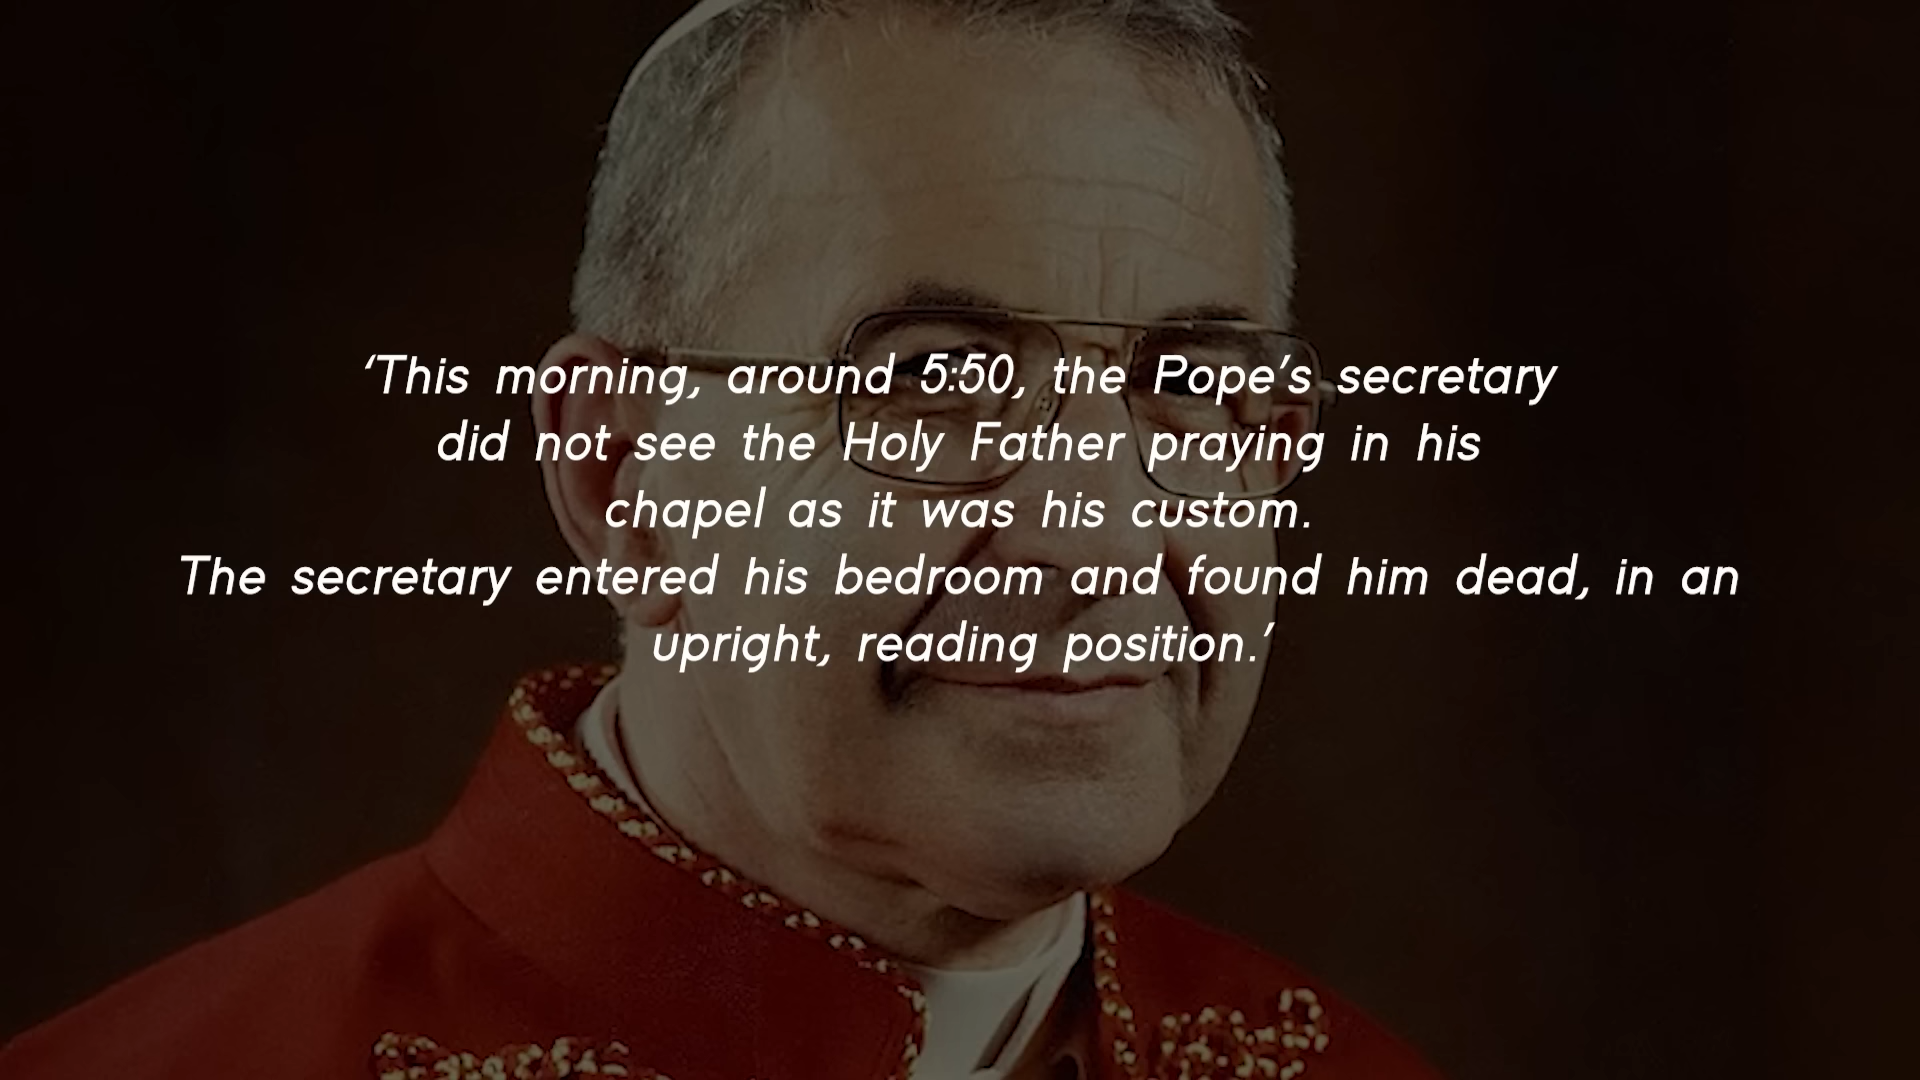 ‘This morning, around 5:50, the Pope’s secretary
did not see the Holy Father praying in his
chapel as it was his custom.
The secretary entered his bedroom and found him dead, in an
upright, reading position.’